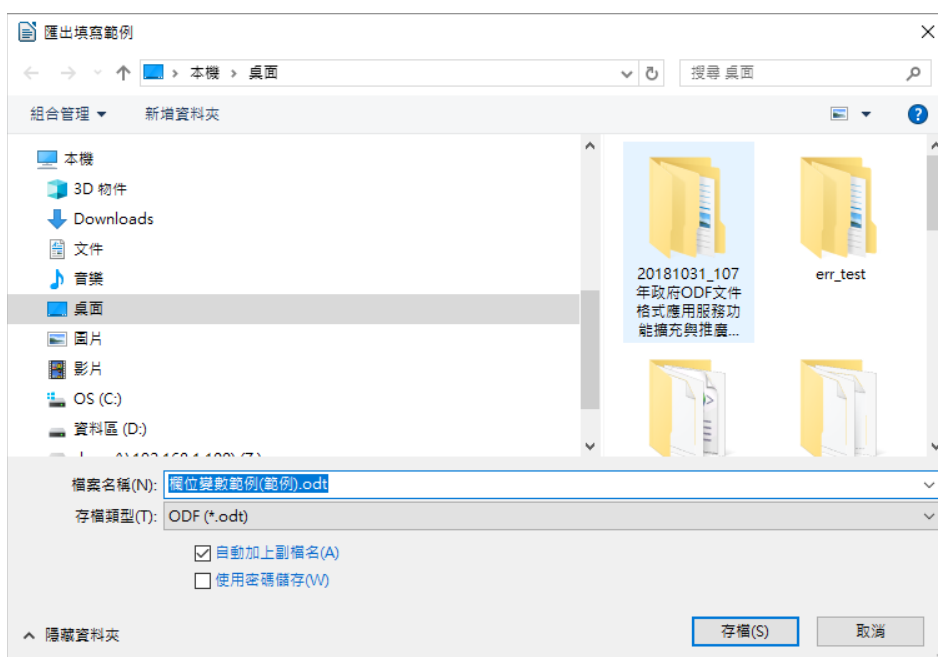 匯出填寫範例
本機 › 桌面
搜尋 桌面
組合管理
新增資料夾
本機
3D 物件
Downloads
文件
音樂
桌面
圖片
影片
OS (C:)
資料區 (D:)
20181031_107
年政府ODF文件
格式應用服務功
能擴充與推廣...
err_test
檔案名稱(N): 欄位變數範例(範例).odt
存檔類型(T): ODF (*.odt)
自動加上副檔名(A)
使用密碼儲存(W)
隱藏資料夾
存檔(S)
取消